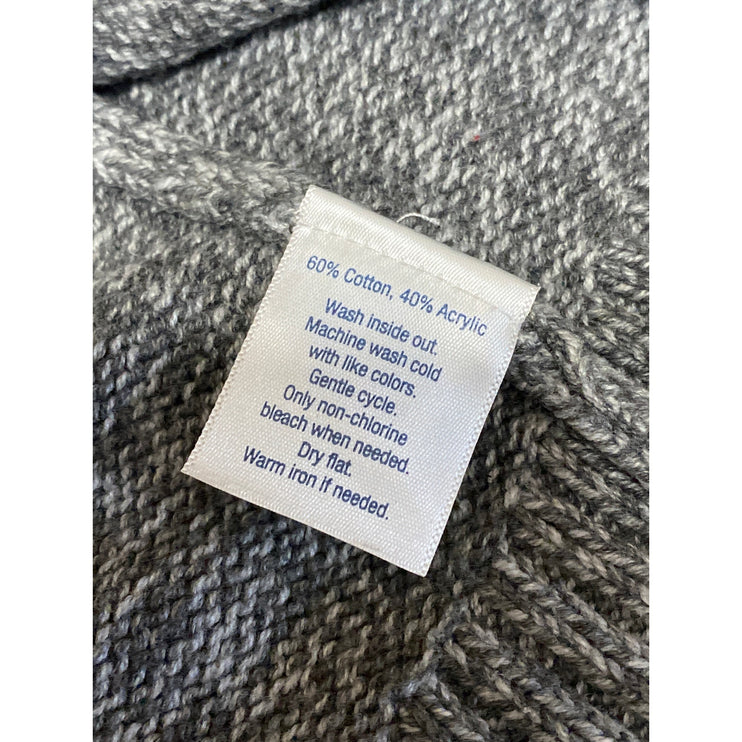 60% Cotton, 40% Acrylic
Wash inside out.
Machine wash cold
with like colors.
Gentle cycle.
Only non-chlorine
bleach when needed.
Dry flat.
Warm iron if needed.